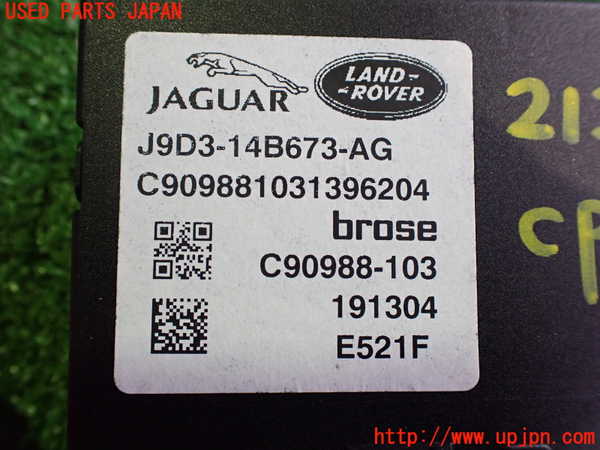 USED PARTS JAPAN
JAGUAR
LAND-
-ROVER
J9D3-14B673-AG
C909881031396204
brose
C90988-103
191304
E521F
http://www.upjpn.com/